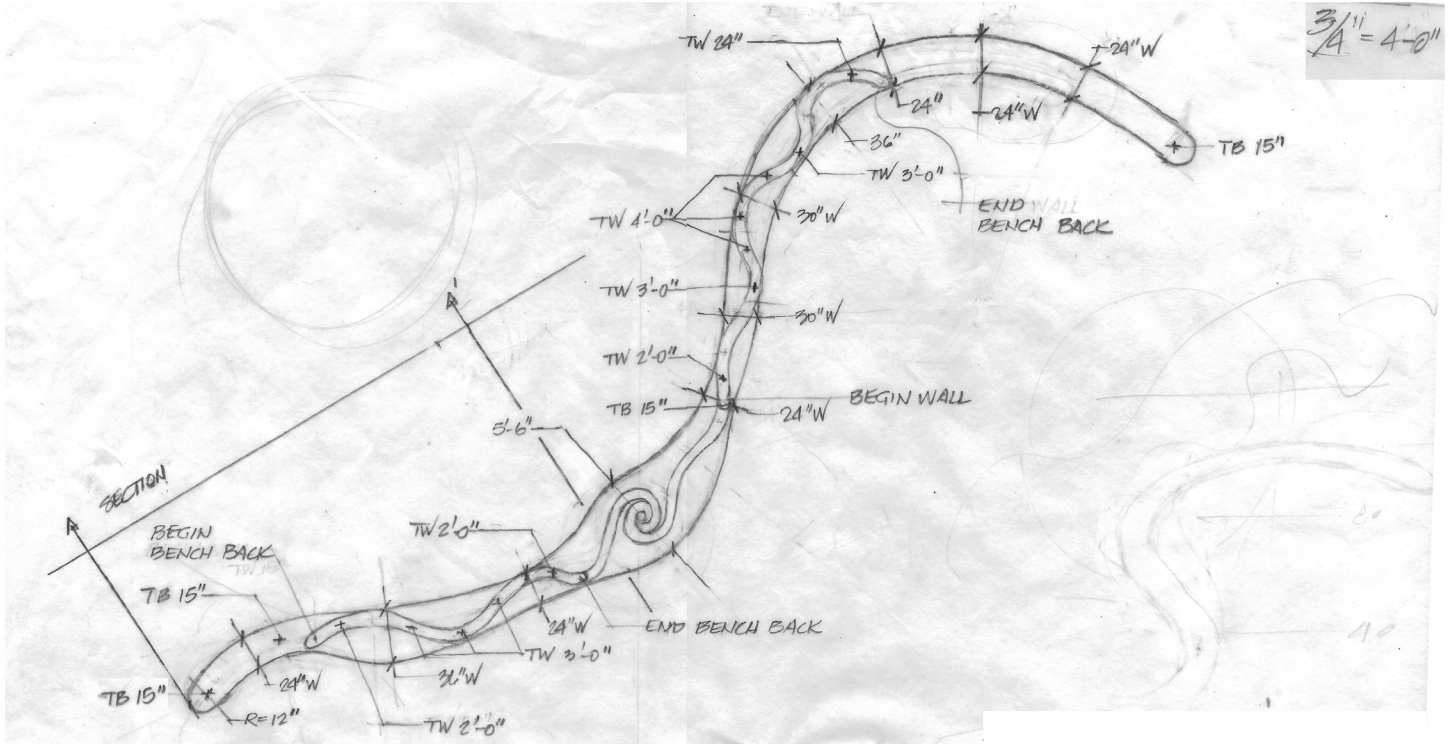 3/4" = 4'-0"
TW 24"
24"W
24"
24"W
36"
TB 15"
TW 3'-0"
END WALL
BENCH BACK
TW 4'-0"
30"W
TW 3'-0"
30"W
TW 2'-0"
BEGIN WALL
TB 15"
24"W
5'-6"
SECTION
BEGIN
BENCH BACK
TW 2'-0"
TB 15"
24"W
END BENCH BACK
TW 3'-0"
36"W
24"W
TB 15"
R=12"
TW 2'-0"